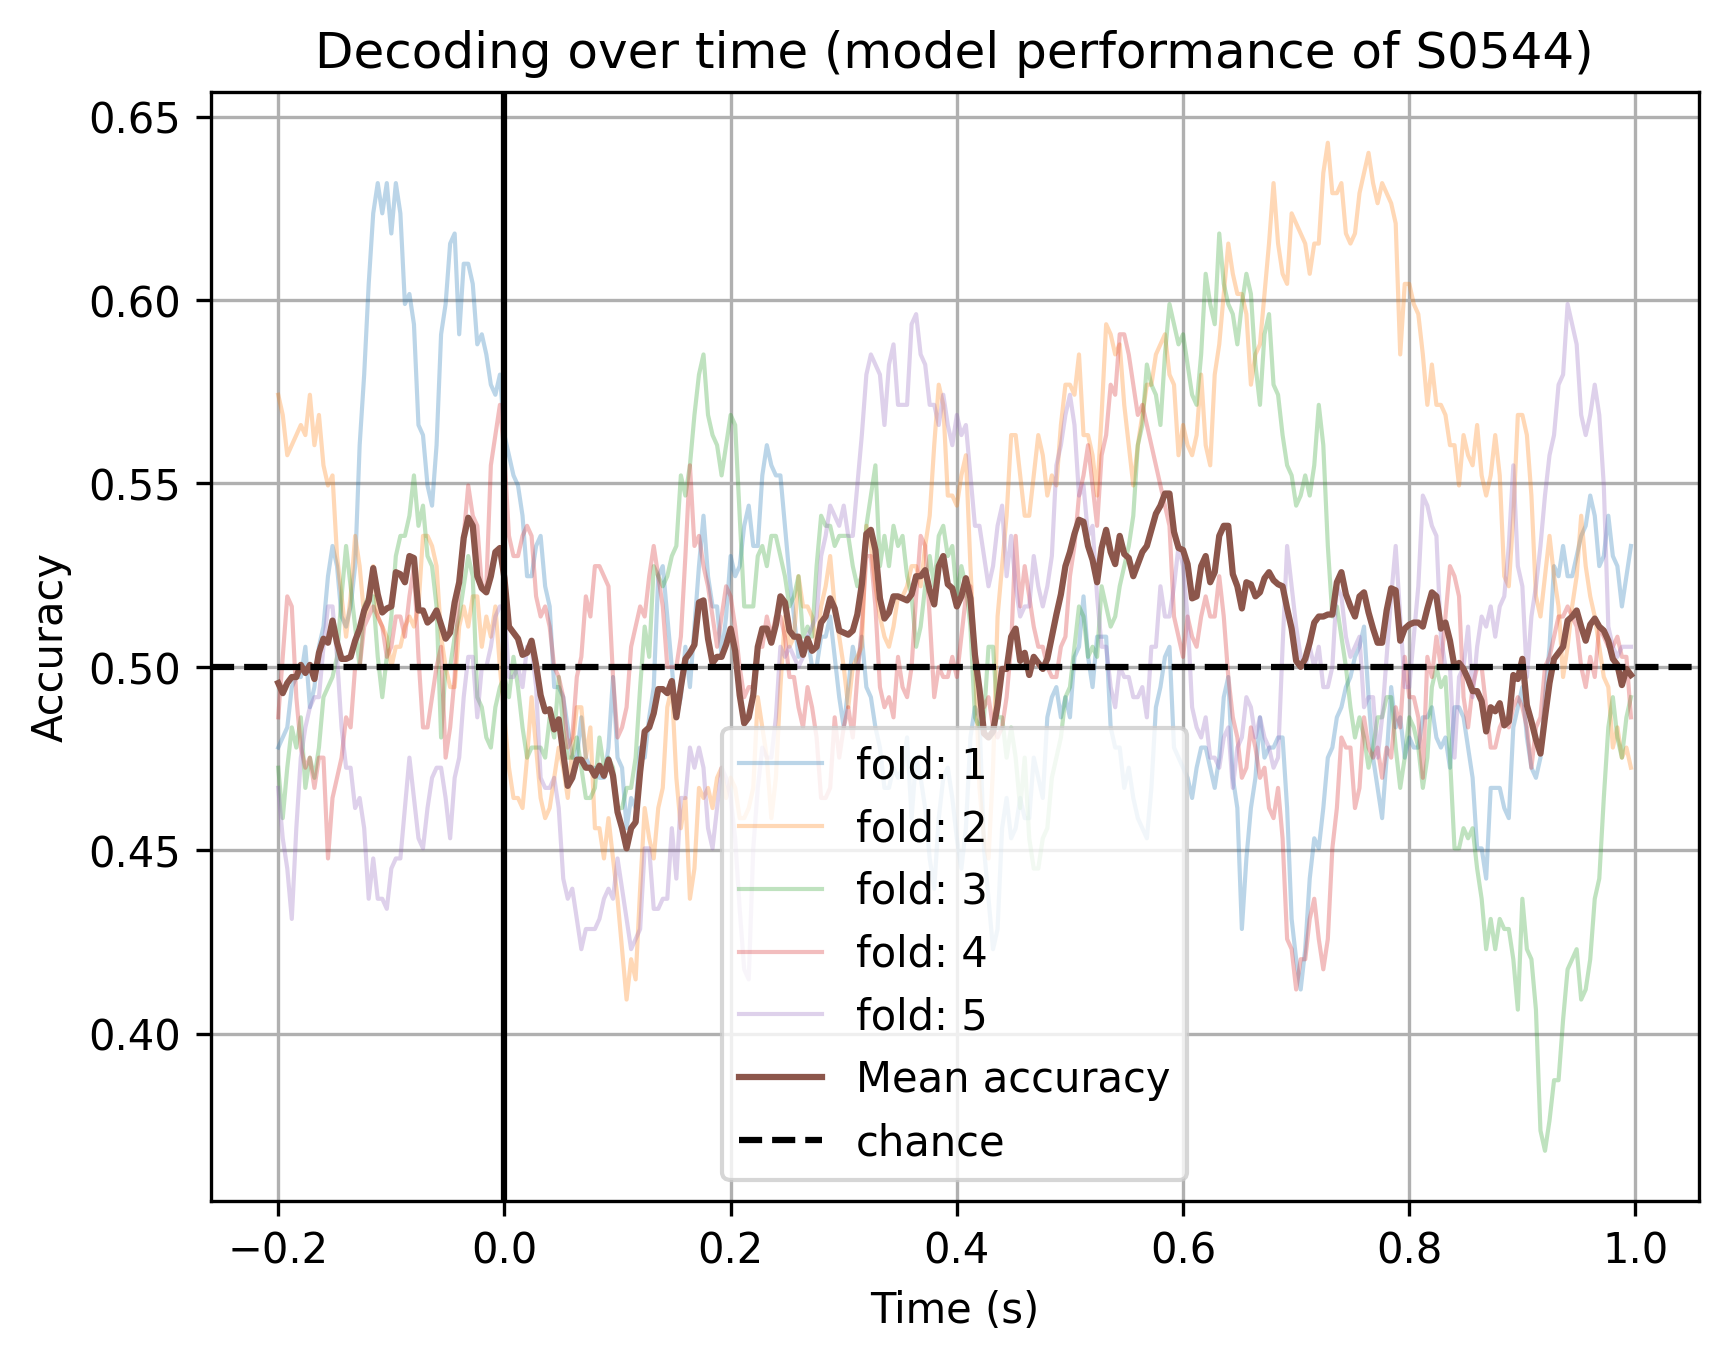 Decoding over time (model performance of S0544)
Accuracy
0.65
0.60
0.55
0.50
0.45
0.40
fold: 1
fold: 2
fold: 3
fold: 4
fold: 5
Mean accuracy
chance
−0.2 0.0 0.2 0.4 0.6 0.8 1.0
Time (s)